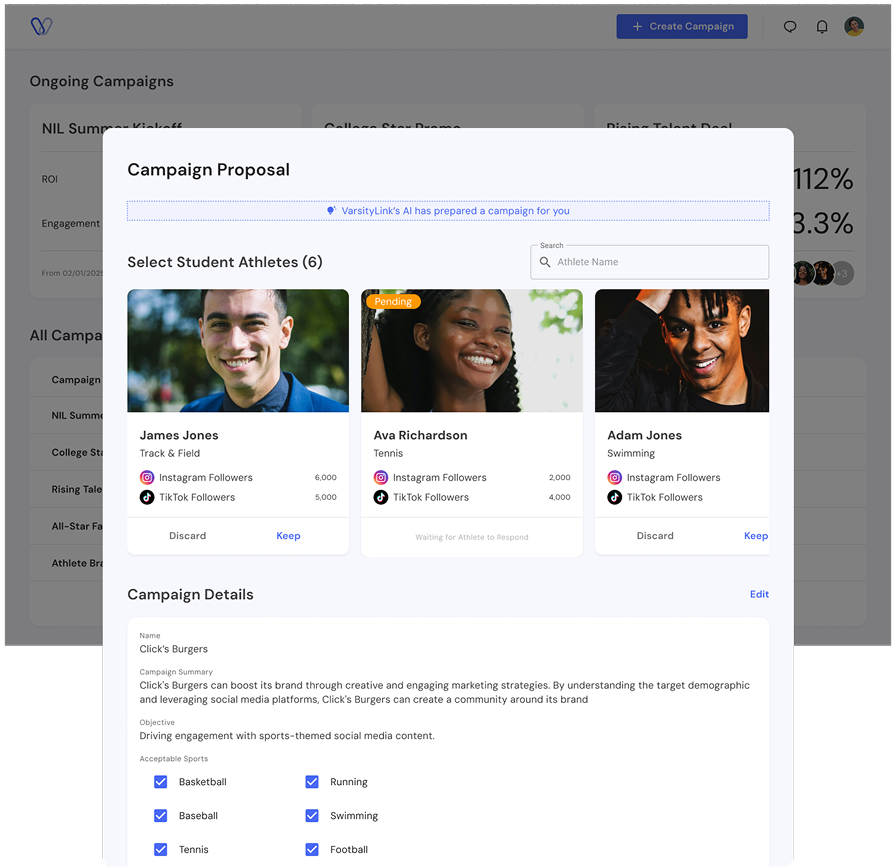 + Create Campaign
Ongoing Campaigns
NIL Summer Kickoff
College Star Promo
Rising Talent Deal
ROI
112%
Engagement
3.3%
From 02/01/2025
+3
All Campa
Campaign
NIL Summe
College Sta
Rising Tale
All-Star Fa
Athlete Bra
Campaign Proposal
VarsityLink's AI has prepared a campaign for you
Select Student Athletes (6)
Search
Athlete Name
James Jones
Track & Field
Instagram Followers 6,000
TikTok Followers 5,000
Discard Keep
Pending
Ava Richardson
Tennis
Instagram Followers 2,000
TikTok Followers 4,000
Waiting for Athlete to Respond
Adam Jones
Swimming
Instagram Followers
TikTok Followers
Discard Keep
Campaign Details
Edit
Name
Click's Burgers
Campaign Summary
Click's Burgers can boost its brand through creative and engaging marketing strategies. By understanding the target demographic
and leveraging social media platforms, Click's Burgers can create a community around its brand
Objective
Driving engagement with sports-themed social media content.
Acceptable Sports
Basketball Running
Baseball Swimming
Tennis Football